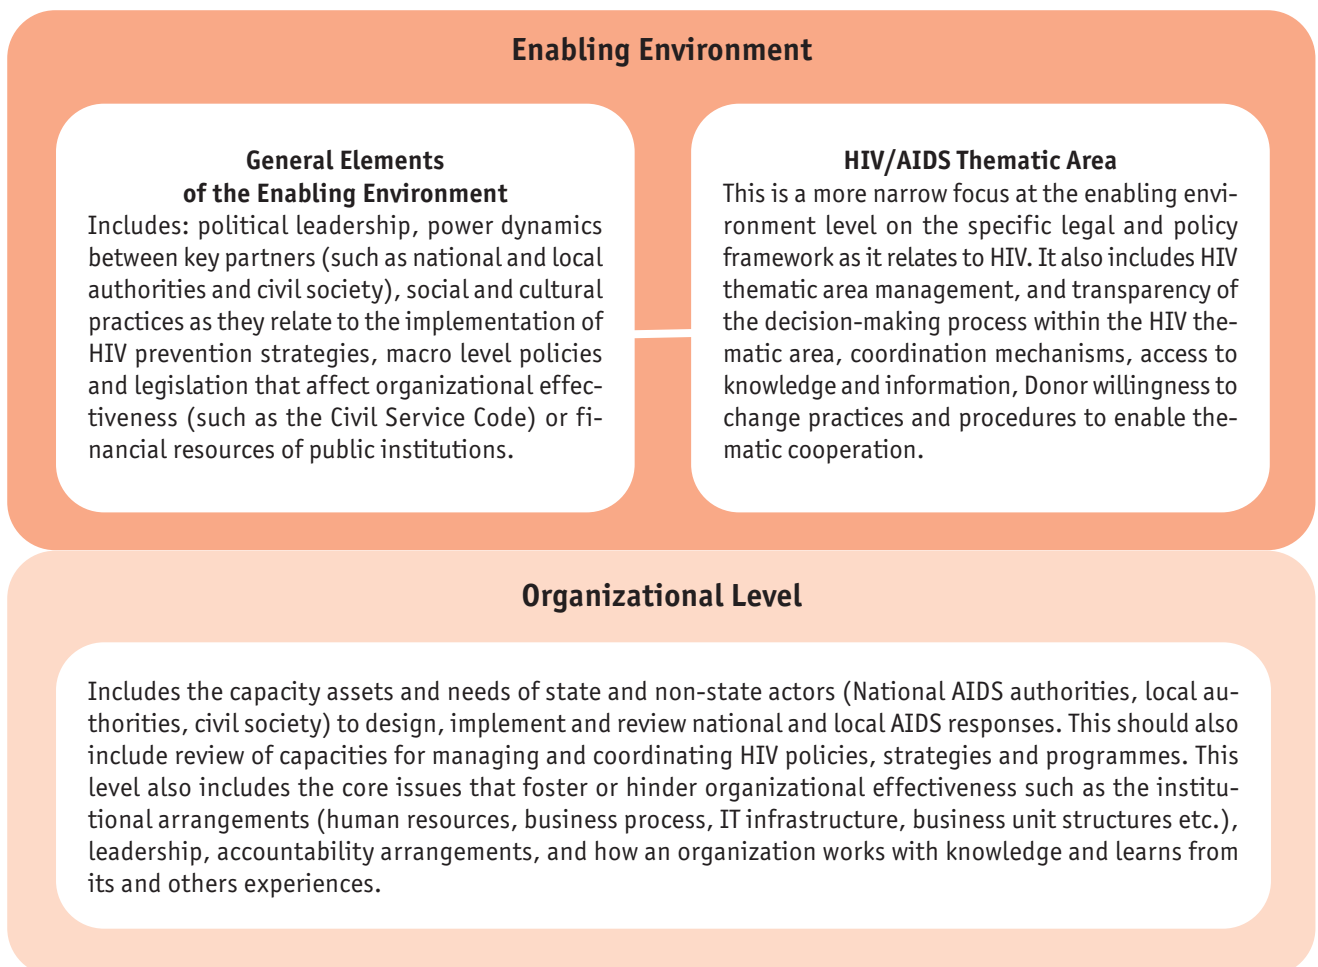 Enabling Environment
General Elements
of the Enabling Environment
Includes: political leadership, power dynamics
between key partners (such as national and local
authorities and civil society), social and cultural
practices as they relate to the implementation of
HIV prevention strategies, macro level policies
and legislation that affect organizational effec-
tiveness (such as the Civil Service Code) or fi-
nancial resources of public institutions.
HIV/AIDS Thematic Area
This is a more narrow focus at the enabling envi-
ronment level on the specific legal and policy
framework as it relates to HIV. It also includes HIV
thematic area management, and transparency of
the decision-making process within the HIV the-
matic area, coordination mechanisms, access to
knowledge and information, Donor willingness to
change practices and procedures to enable the-
matic cooperation.
Organizational Level
Includes the capacity assets and needs of state and non-state actors (National AIDS authorities, local au-
thorities, civil society) to design, implement and review national and local AIDS responses. This should also
include review of capacities for managing and coordinating HIV policies, strategies and programmes. This
level also includes the core issues that foster or hinder organizational effectiveness such as the institu-
tional arrangements (human resources, business process, IT infrastructure, business unit structures etc.),
leadership, accountability arrangements, and how an organization works with knowledge and learns from
its and others experiences.